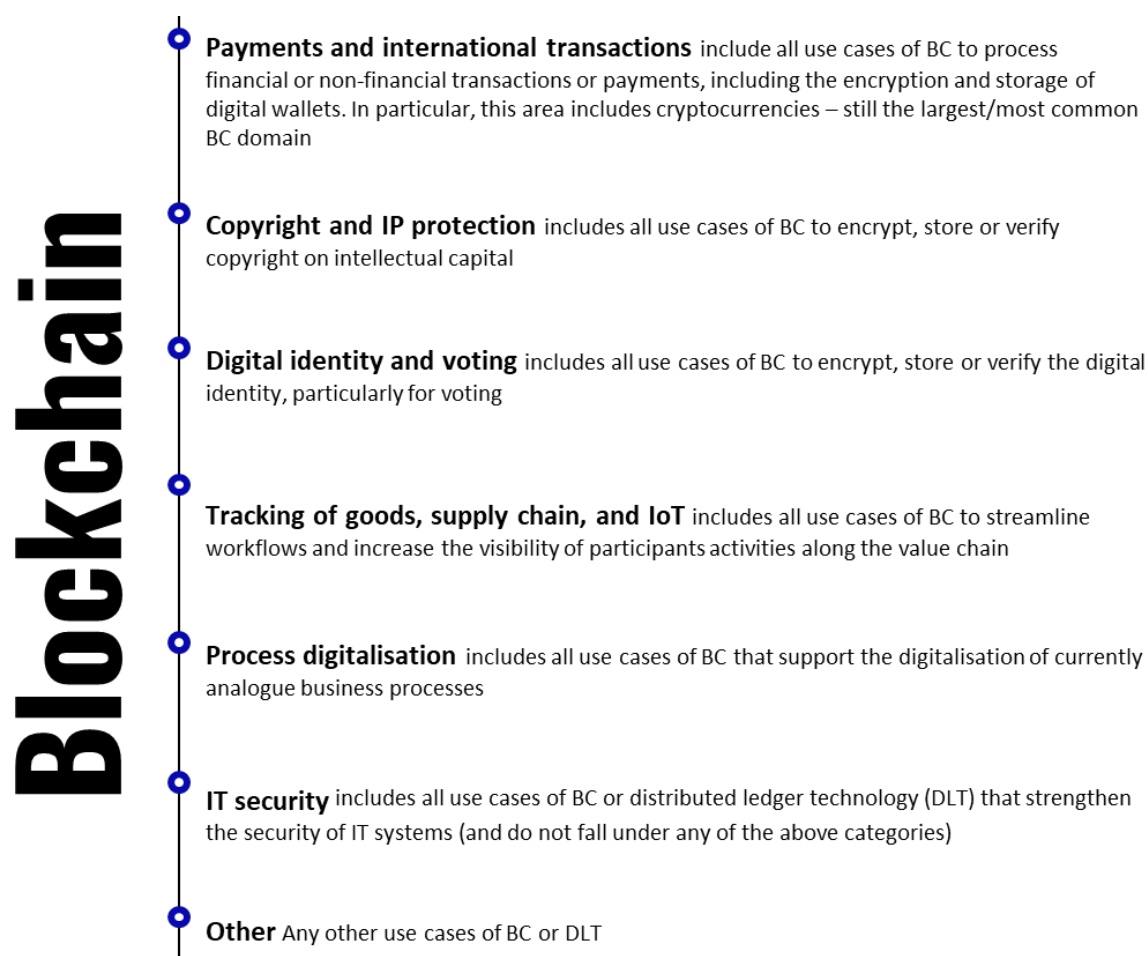 Blockchain
Payments and international transactions include all use cases of BC to process
financial or non-financial transactions or payments, including the encryption and storage of
digital wallets. In particular, this area includes cryptocurrencies – still the largest/most common
BC domain
Copyright and IP protection includes all use cases of BC to encrypt, store or verify
copyright on intellectual capital
Digital identity and voting includes all use cases of BC to encrypt, store or verify the digital
identity, particularly for voting
Tracking of goods, supply chain, and IoT includes all use cases of BC to streamline
workflows and increase the visibility of participants activities along the value chain
Process digitalisation includes all use cases of BC that support the digitalisation of currently
analogue business processes
IT security includes all use cases of BC or distributed ledger technology (DLT) that strengthen
the security of IT systems (and do not fall under any of the above categories)
Other Any other use cases of BC or DLT